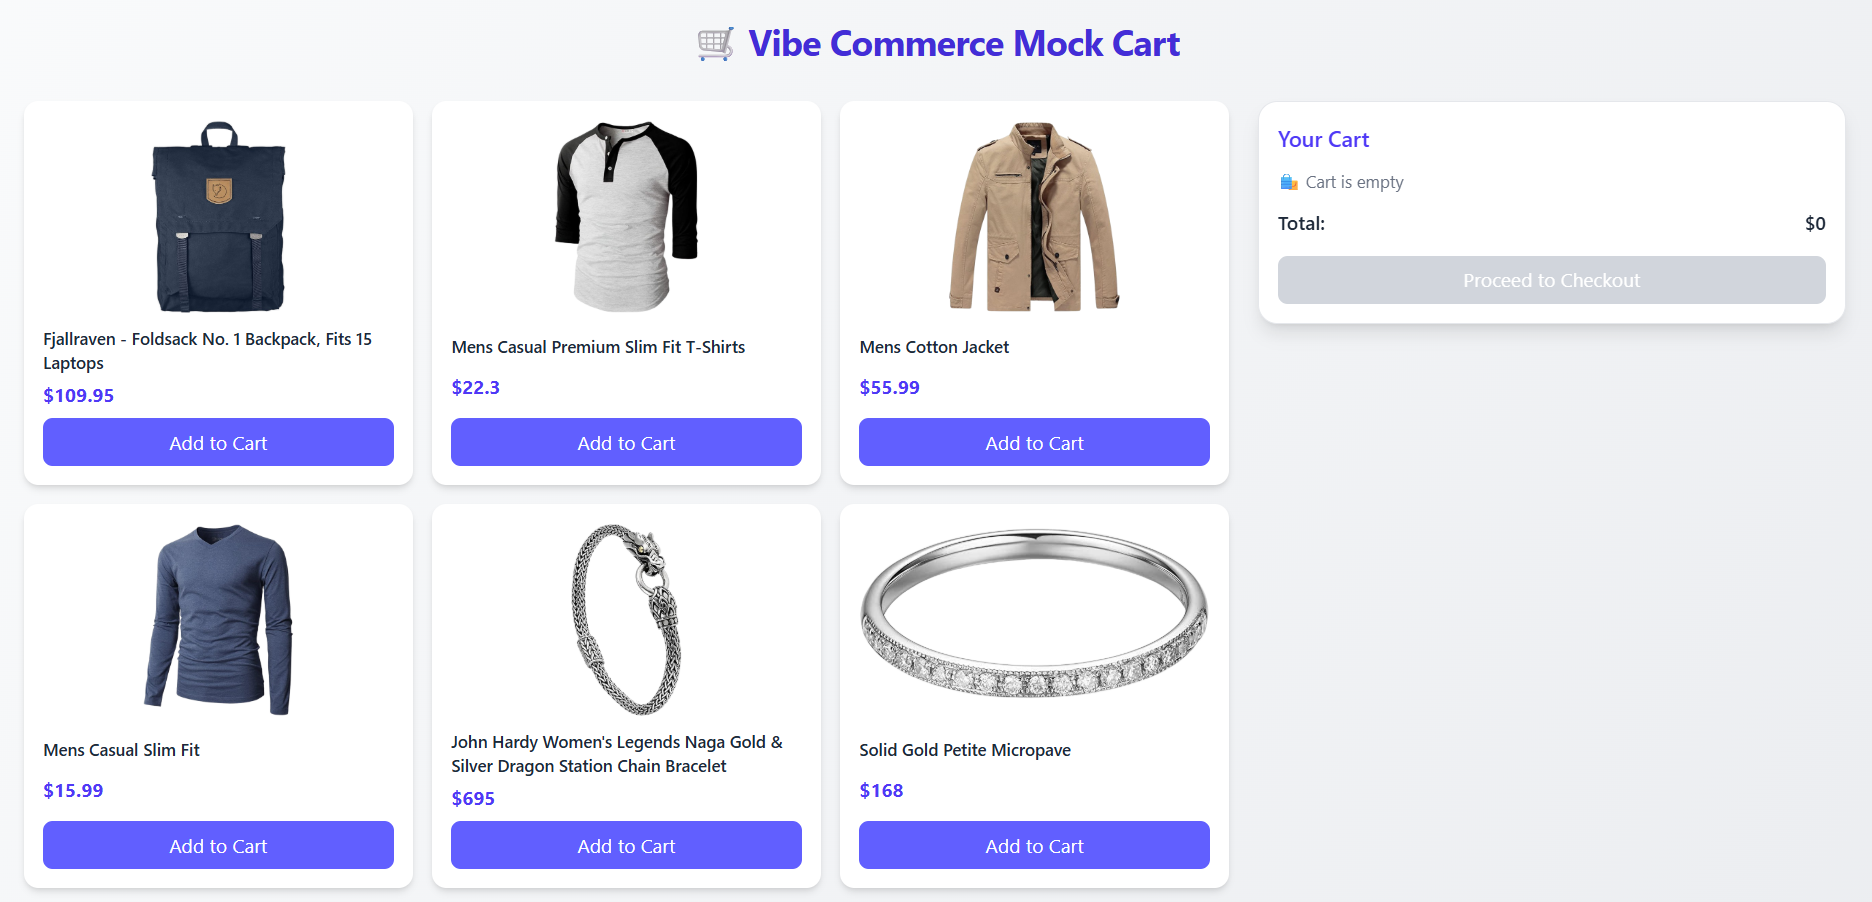 🛒 Vibe Commerce Mock Cart
Fjallraven - Foldsack No. 1 Backpack, Fits 15
Laptops
$109.95
Add to Cart
Mens Casual Premium Slim Fit T-Shirts
$22.3
Add to Cart
Mens Cotton Jacket
$55.99
Add to Cart
Mens Casual Slim Fit
$15.99
Add to Cart
John Hardy Women's Legends Naga Gold &
Silver Dragon Station Chain Bracelet
$695
Add to Cart
Solid Gold Petite Micropave
$168
Add to Cart
Your Cart
🛍️ Cart is empty
Total: $0
Proceed to Checkout